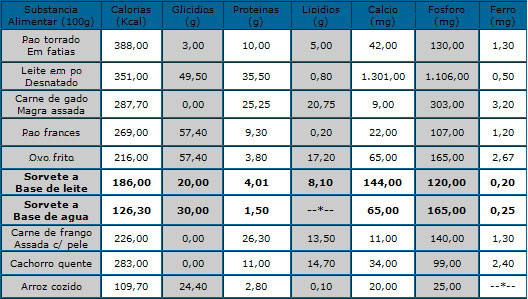 Substancia Calorias Glicidios Proteinas Lipidios Calcio Fosforo Ferro
Alimentar (100g) (Kcal) (g) (g) (g) (mg) (mg) (mg)
Pao torrado
Em fatias
388,00 3,00 10,00 5,00 42,00 130,00 1,30
Leite em po
Desnatado
351,00 49,50 35,50 0,80 1.301,00 1.106,00 0,50
Carne de gado
Magra assada
287,70 0,00 25,25 20,75 9,00 303,00 3,20
Pao frances 269,00 57,40 9,30 0,20 22,00 107,00 1,20
Ovo frito 216,00 57,40 3,80 17,20 65,00 165,00 2,67
Sorvete a
Base de leite
186,00 20,00 4,01 8,10 144,00 120,00 0,20
Sorvete a
Base de agua
126,30 30,00 1,50 --*-- 65,00 165,00 0,25
Carne de frango
Assada c/ pele
226,00 0,00 26,30 13,50 11,00 140,00 1,30
Cachorro quente 283,00 0,00 11,00 14,70 34,00 99,00 2,40
Arroz cozido 109,70 24,40 2,80 0,10 20,00 25,00 --*--